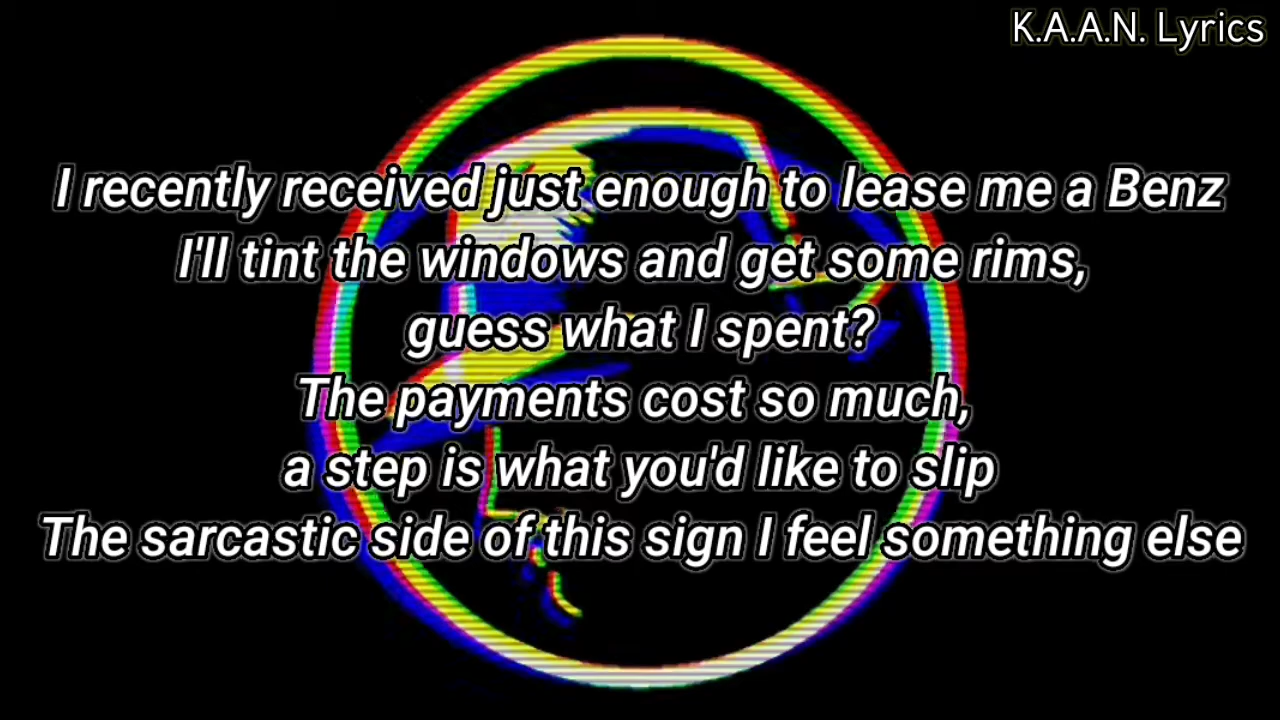 K.A.A.N. Lyrics
I recently received just enough to lease me a Benz
I'll tint the windows and get some rims,
guess what I spent?
The payments cost so much,
a step is what you'd like to slip
The sarcastic side of this sign I feel something else